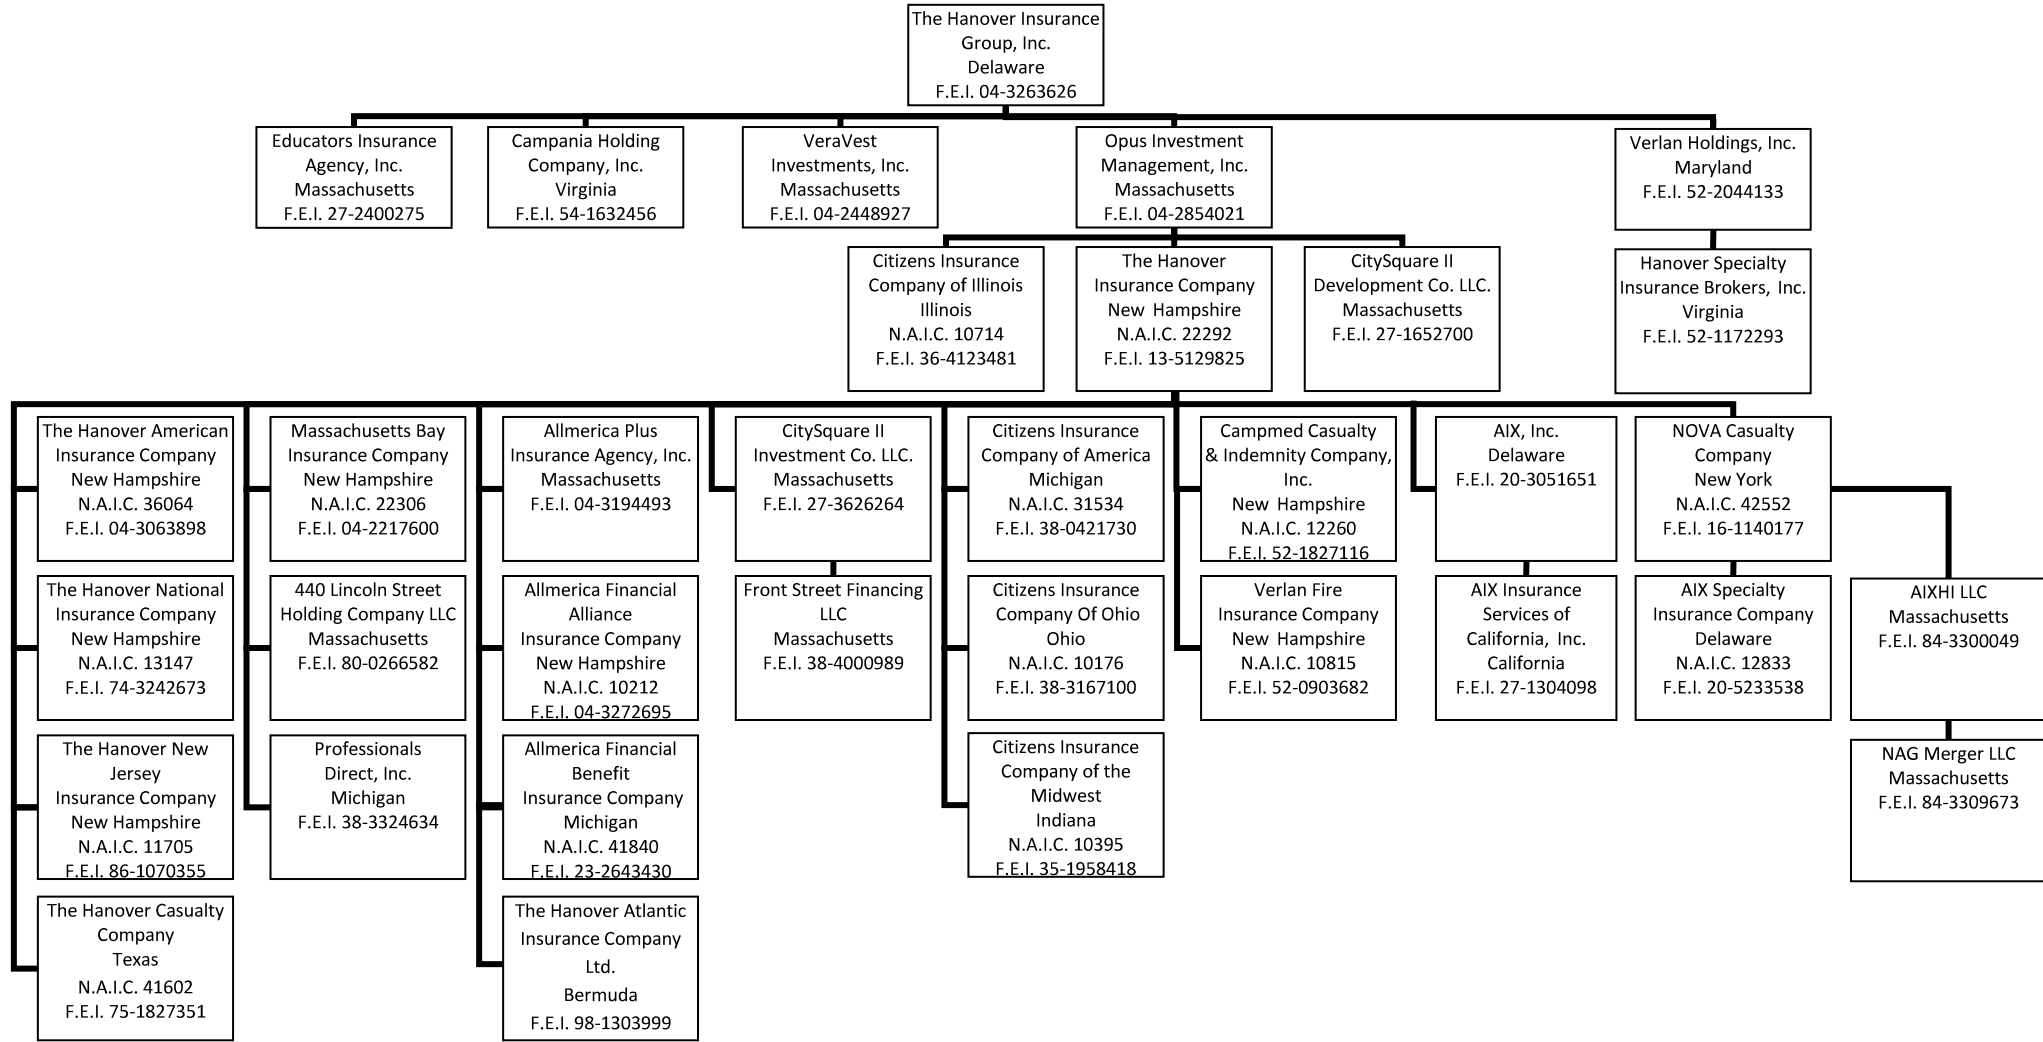 The Hanover Insurance
Group, Inc.
Delaware
F.E.I. 04-3263626
Educators Insurance
Agency, Inc.
Massachusetts
F.E.I. 27-2400275
Campania Holding
Company, Inc.
Virginia
F.E.I. 54-1632456
VeraVest
Investments, Inc.
Massachusetts
F.E.I. 04-2448927
Opus Investment
Management, Inc.
Massachusetts
F.E.I. 04-2854021
Verlan Holdings, Inc.
Maryland
F.E.I. 52-2044133
Citizens Insurance
Company of Illinois
Illinois
N.A.I.C. 10714
F.E.I. 36-4123481
The Hanover
Insurance Company
New Hampshire
N.A.I.C. 22292
F.E.I. 13-5129825
CitySquare II
Development Co. LLC.
Massachusetts
F.E.I. 27-1652700
Hanover Specialty
Insurance Brokers, Inc.
Virginia
F.E.I. 52-1172293
The Hanover American
Insurance Company
New Hampshire
N.A.I.C. 36064
F.E.I. 04-3063898
Massachusetts Bay
Insurance Company
New Hampshire
N.A.I.C. 22306
F.E.I. 04-2217600
Allmerica Plus
Insurance Agency, Inc.
Massachusetts
F.E.I. 04-3194493
CitySquare II
Investment Co. LLC.
Massachusetts
F.E.I. 27-3626264
Citizens Insurance
Company of America
Michigan
N.A.I.C. 31534
F.E.I. 38-0421730
Campmed Casualty
& Indemnity Company,
Inc.
New Hampshire
N.A.I.C. 12260
F.E.I. 52-1827116
AIX, Inc.
Delaware
F.E.I. 20-3051651
NOVA Casualty
Company
New York
N.A.I.C. 42552
F.E.I. 16-1140177
The Hanover National
Insurance Company
New Hampshire
N.A.I.C. 13147
F.E.I. 74-3242673
440 Lincoln Street
Holding Company LLC
Massachusetts
F.E.I. 80-0266582
Allmerica Financial
Alliance
Insurance Company
New Hampshire
N.A.I.C. 10212
F.E.I. 04-3272695
Front Street Financing
LLC
Massachusetts
F.E.I. 38-4000989
Citizens Insurance
Company Of Ohio
Ohio
N.A.I.C. 10176
F.E.I. 38-3167100
Verlan Fire
Insurance Company
New Hampshire
N.A.I.C. 10815
F.E.I. 52-0903682
AIX Insurance
Services of
California, Inc.
California
F.E.I. 27-1304098
AIX Specialty
Insurance Company
Delaware
N.A.I.C. 12833
F.E.I. 20-5233538
AIXHI LLC
Massachusetts
F.E.I. 84-3300049
The Hanover New
Jersey
Insurance Company
New Hampshire
N.A.I.C. 11705
F.E.I. 86-1070355
Professionals
Direct, Inc.
Michigan
F.E.I. 38-3324634
Allmerica Financial
Benefit
Insurance Company
Michigan
N.A.I.C. 41840
F.E.I. 23-2643430
Citizens Insurance
Company of the
Midwest
Indiana
N.A.I.C. 10395
F.E.I. 35-1958418
NAG Merger LLC
Massachusetts
F.E.I. 84-3309673
The Hanover Casualty
Company
Texas
N.A.I.C. 41602
F.E.I. 75-1827351
The Hanover Atlantic
Insurance Company
Ltd.
Bermuda
F.E.I. 98-1303999